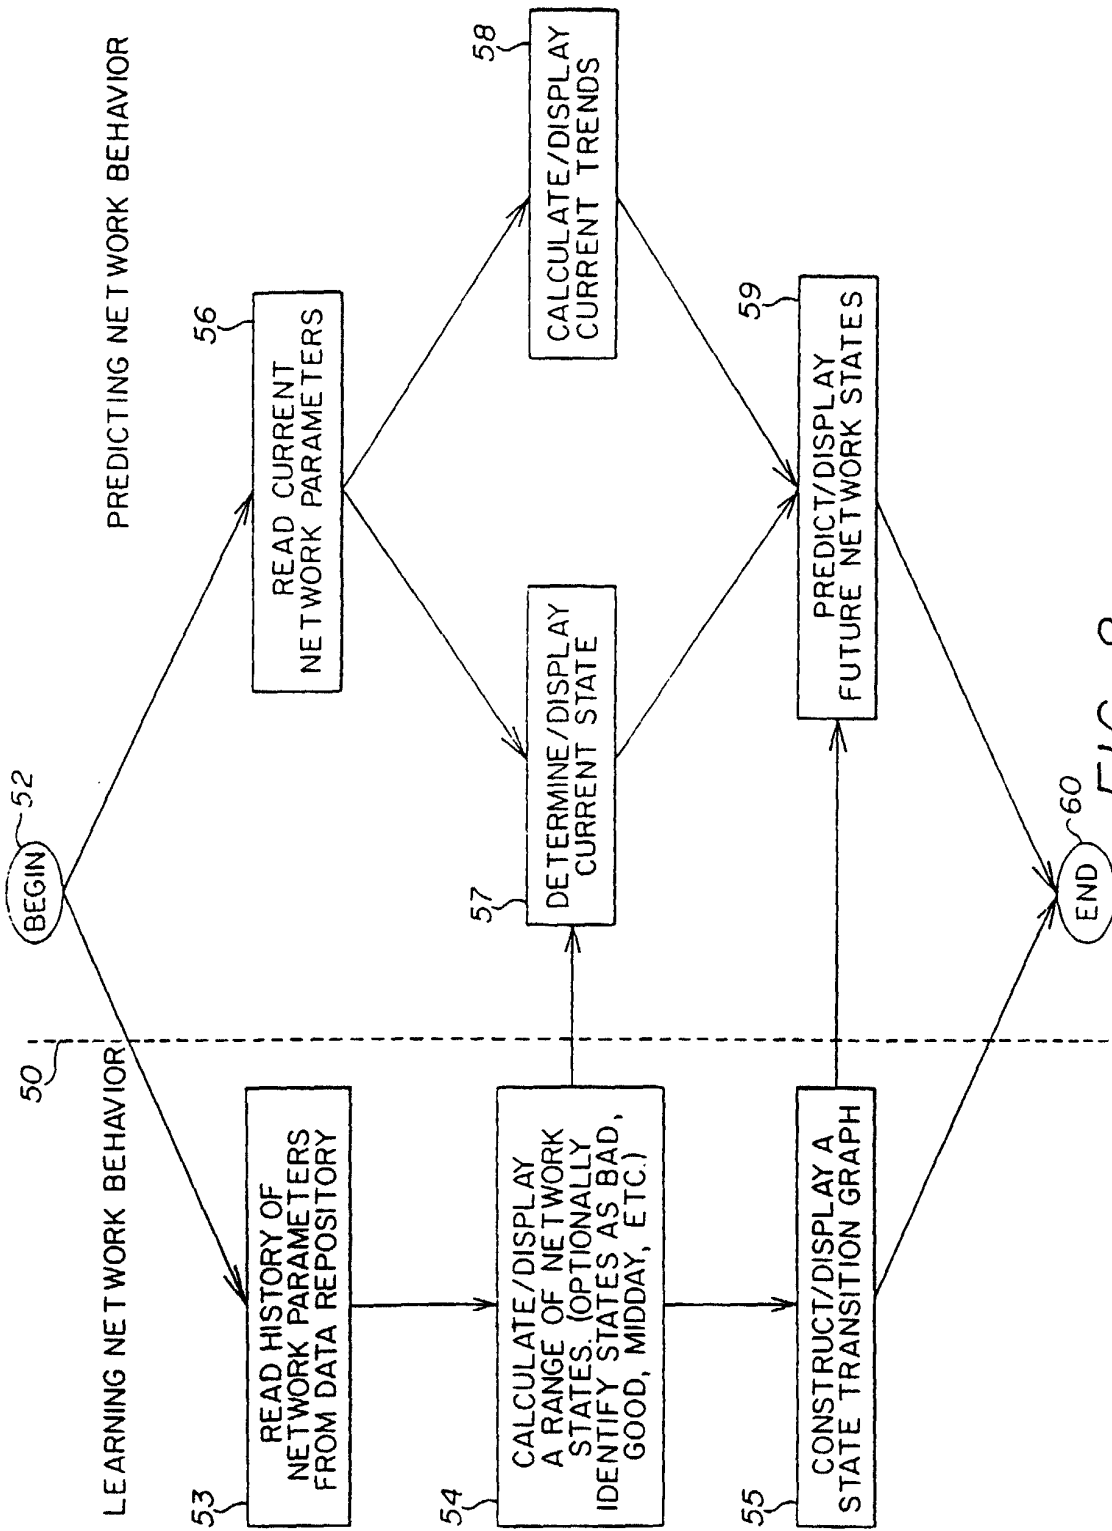 LEARNING NETWORK BEHAVIOR
50
PREDICTING NETWORK BEHAVIOR
BEGIN
52
53
READ HISTORY OF
NETWORK PARAMETERS
FROM DATA REPOSITORY
56
READ CURRENT
NETWORK PARAMETERS
54
CALCULATE/DISPLAY
A RANGE OF NETWORK
STATES. (OPTIONALLY
IDENTIFY STATES AS BAD,
GOOD, MIDDAY, ETC.)
57
DETERMINE/DISPLAY
CURRENT STATE
58
CALCULATE/DISPLAY
CURRENT TRENDS
55
CONSTRUCT/DISPLAY A
STATE TRANSITION GRAPH
59
PREDICT/DISPLAY
FUTURE NETWORK STATES
END
60
FIG.